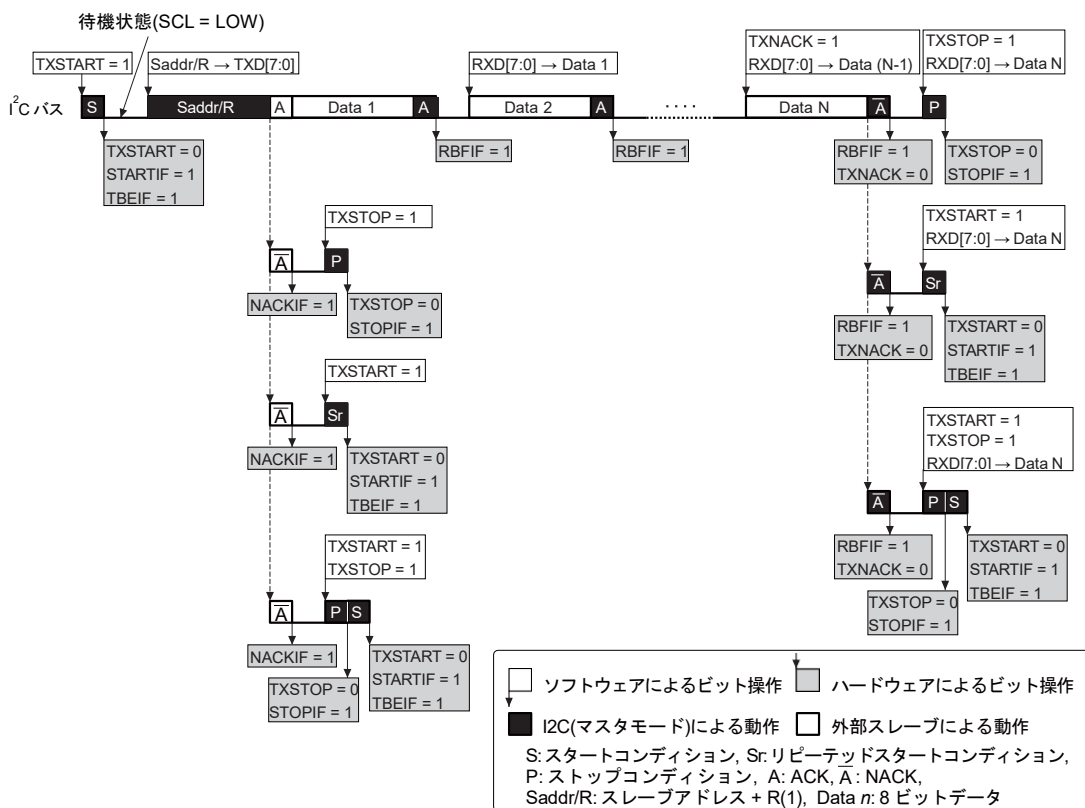 待機状態(SCL = LOW)
TXSTART = 1
Saddr/R → TXD[7:0]
RXD[7:0] → Data 1
TXNACK = 1
RXD[7:0] → Data (N-1)
TXSTOP = 1
RXD[7:0] → Data N
I²C バス
S
Saddr/R
A
Data 1
A
Data 2
A
····
Data N
A̅
P
TXSTART = 0
STARTIF = 1
TBEIF = 1
RBFIF = 1
RBFIF = 1
RBFIF = 1
TXNACK = 0
TXSTOP = 0
STOPIF = 1
TXSTOP = 1
A̅
P
NACKIF = 1
TXSTOP = 0
STOPIF = 1
TXSTART = 1
RXD[7:0] → Data N
A̅
Sr
RBFIF = 1
TXNACK = 0
TXSTART = 0
STARTIF = 1
TBEIF = 1
TXSTART = 1
A̅
Sr
NACKIF = 1
TXSTART = 0
STARTIF = 1
TBEIF = 1
TXSTART = 1
TXSTOP = 1
RXD[7:0] → Data N
A̅
P S
RBFIF = 1
TXNACK = 0
TXSTART = 0
STARTIF = 1
TBEIF = 1
TXSTOP = 0
STOPIF = 1
TXSTART = 1
TXSTOP = 1
A̅
P S
NACKIF = 1
TXSTART = 0
STARTIF = 1
TBEIF = 1
TXSTOP = 0
STOPIF = 1
ソフトウェアによるビット操作
ハードウェアによるビット操作
I2C(マスタモード)による動作
外部スレーブによる動作
S: スタートコンディション, Sr: リピーテッドスタートコンディション,
P: ストップコンディション, A: ACK, A̅: NACK,
Saddr/R: スレーブアドレス + R(1), Data n: 8 ビットデータ